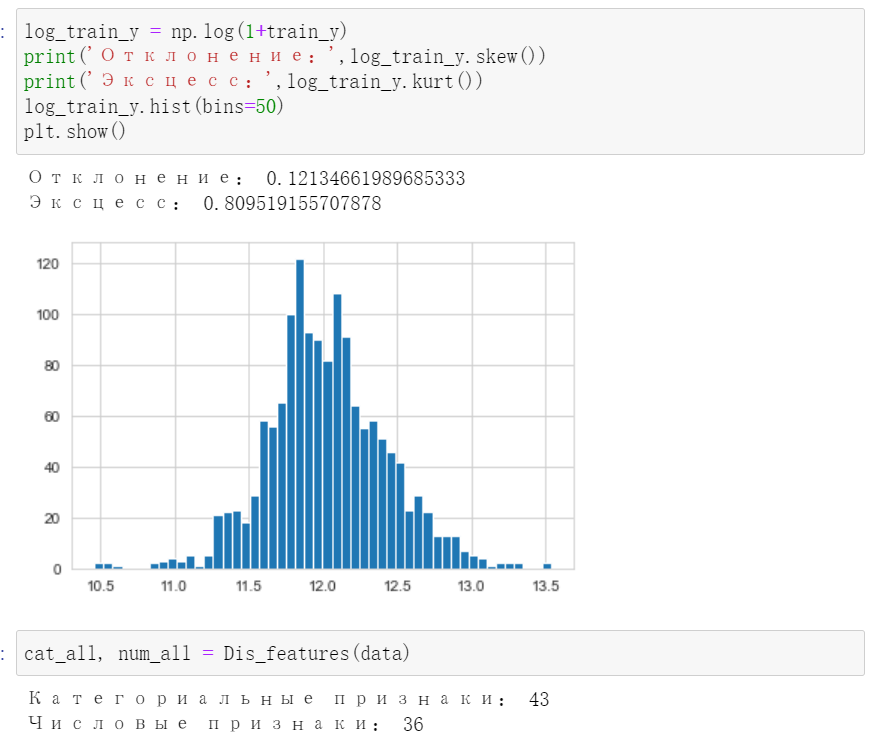 : log_train_y = np.log(1+train_y)
print('Отклонение：',log_train_y.skew())
print('Эксцесс：',log_train_y.kurt())
log_train_y.hist(bins=50)
plt.show()
Отклонение： 0.12134661989685333
Эксцесс： 0.809519155707878
120
100
80
60
40
20
0
10.5 11.0 11.5 12.0 12.5 13.0 13.5
: cat_all, num_all = Dis_features(data)
Категориальные признаки： 43
Числовые признаки： 36